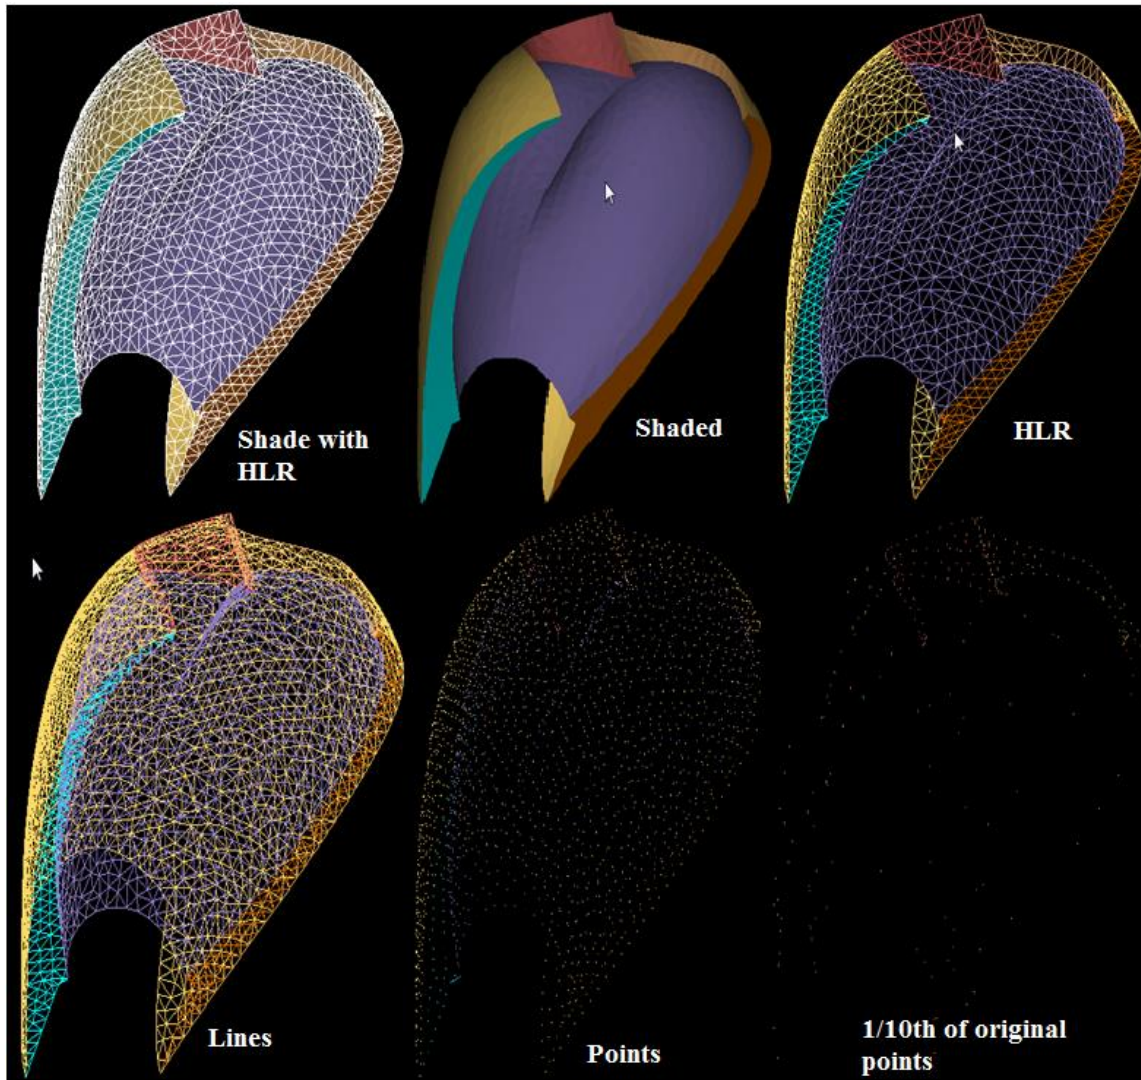 Shade with
HLR
Shaded
HLR
Lines
Points
1/10th of original
points